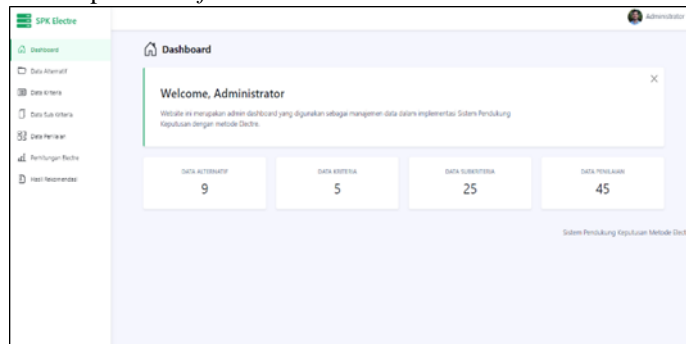 SPK Electre
Administrator
Dashboard
Dashboard
Data Alternatif
Data Kriteria
Data Sub Kriteria
Data Penilaian
Perhitungan Electre
Hasil Rekomendasi
Welcome, Administrator
Website ini merupakan admin dashboard yang digunakan sebagai manajemen data dalam implementasi Sistem Pendukung
Keputusan dengan metode Electre.
DATA ALTERNATIF
9
DATA KRITERIA
5
DATA SUBKRITERIA
25
DATA PENILAIAN
45
Sistem Pendukung Keputusan Metode Elect